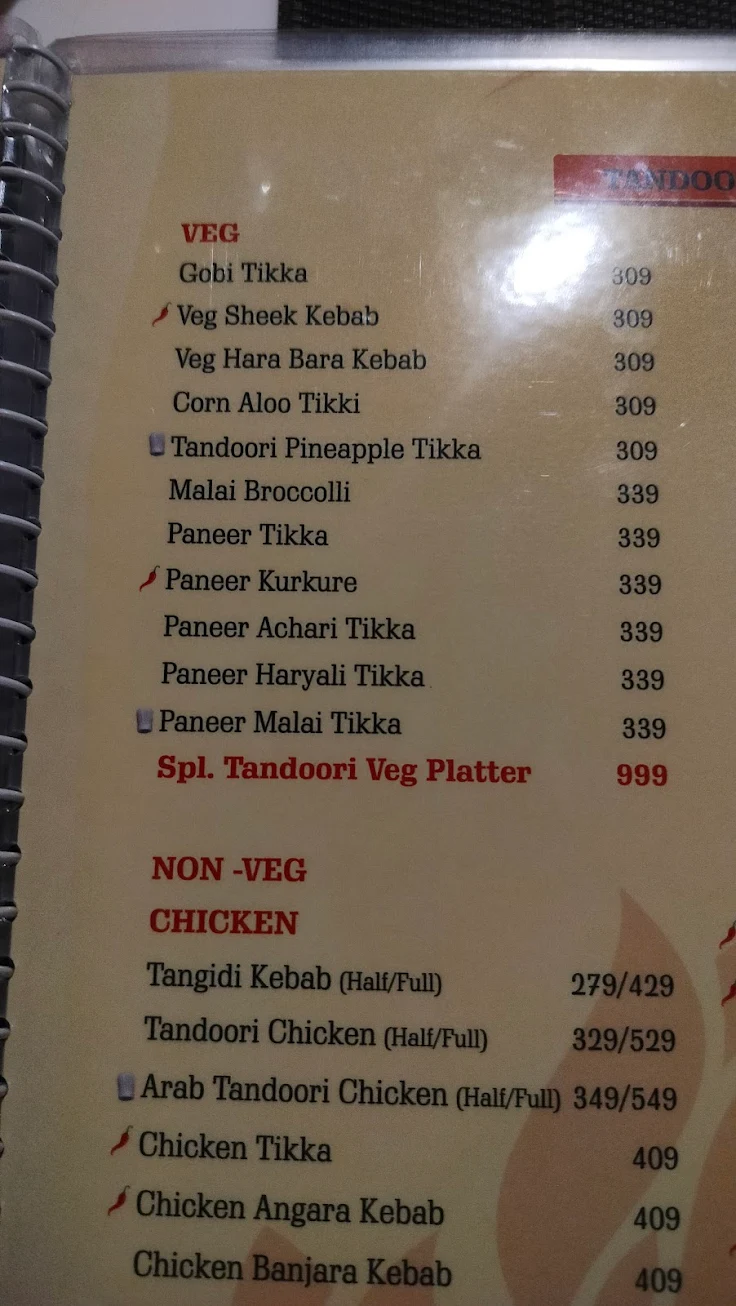 TANDOO
VEG
Gobi Tikka 309
Veg Sheek Kebab 309
Veg Hara Bara Kebab 309
Corn Aloo Tikki 309
Tandoori Pineapple Tikka 309
Malai Broccolli 339
Paneer Tikka 339
Paneer Kurkure 339
Paneer Achari Tikka 339
Paneer Haryali Tikka 339
Paneer Malai Tikka 339
Spl. Tandoori Veg Platter 999
NON -VEG
CHICKEN
Tangidi Kebab (Half/Full) 279/429
Tandoori Chicken (Half/Full) 329/529
Arab Tandoori Chicken (Half/Full) 349/549
Chicken Tikka 409
Chicken Angara Kebab 409
Chicken Banjara Kebab 409